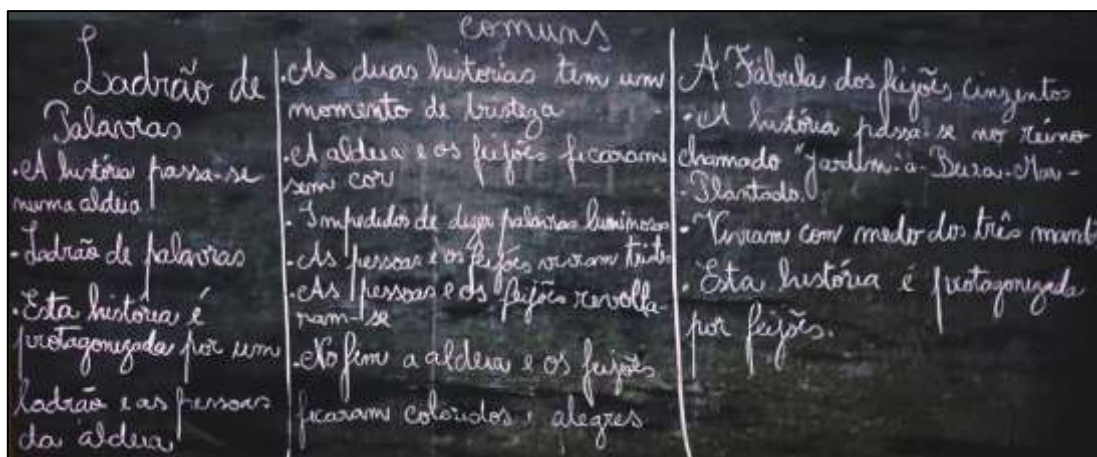 Ladrão de
Palavras
•A história passa-se
numa aldeia
•Ladrão de palavras
•Esta história é
protagonizada por um
ladrão e as pessoas
da aldeia
comuns
•As duas historias têm um
momento de tristeza
•A aldeia e os feijões ficaram
sem cor
•Impedidos de dizer palavras luminosas
•As pessoas e os feijões viviam tristes
•As pessoas e os feijões revolta-
ram-se
•No fim a aldeia e os feijões
ficaram coloridos e alegres
A Fábula dos feijões cinzentos
•A história passa-se no reino
chamado "Jardim-à-Beira-Mar-
-Plantado.
•Viviam com medo dos três
•Esta história é protagonizada
por feijões.